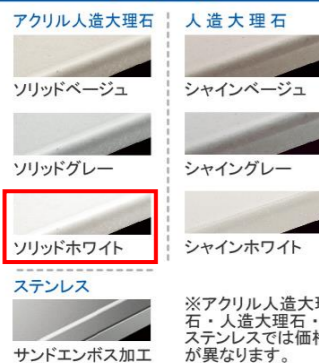 アクリル人造大理石
ソリッドベージュ
ソリッドグレー
ソリッドホワイト
ステンレス
サンドエンボス加工
人造大理石
シャインベージュ
シャイングレー
シャインホワイト
※アクリル人造大理
石・人造大理石・
ステンレスでは価格
が異なります。